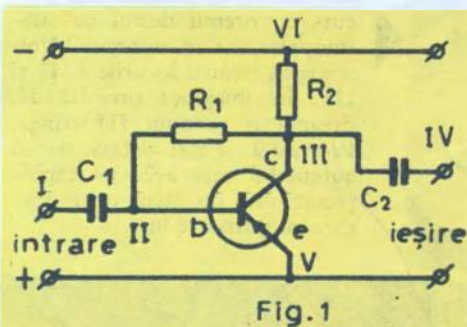 − VI
R1 R2
C1 c III IV
I II b e C2
intrare V ieșire
+
Fig.1